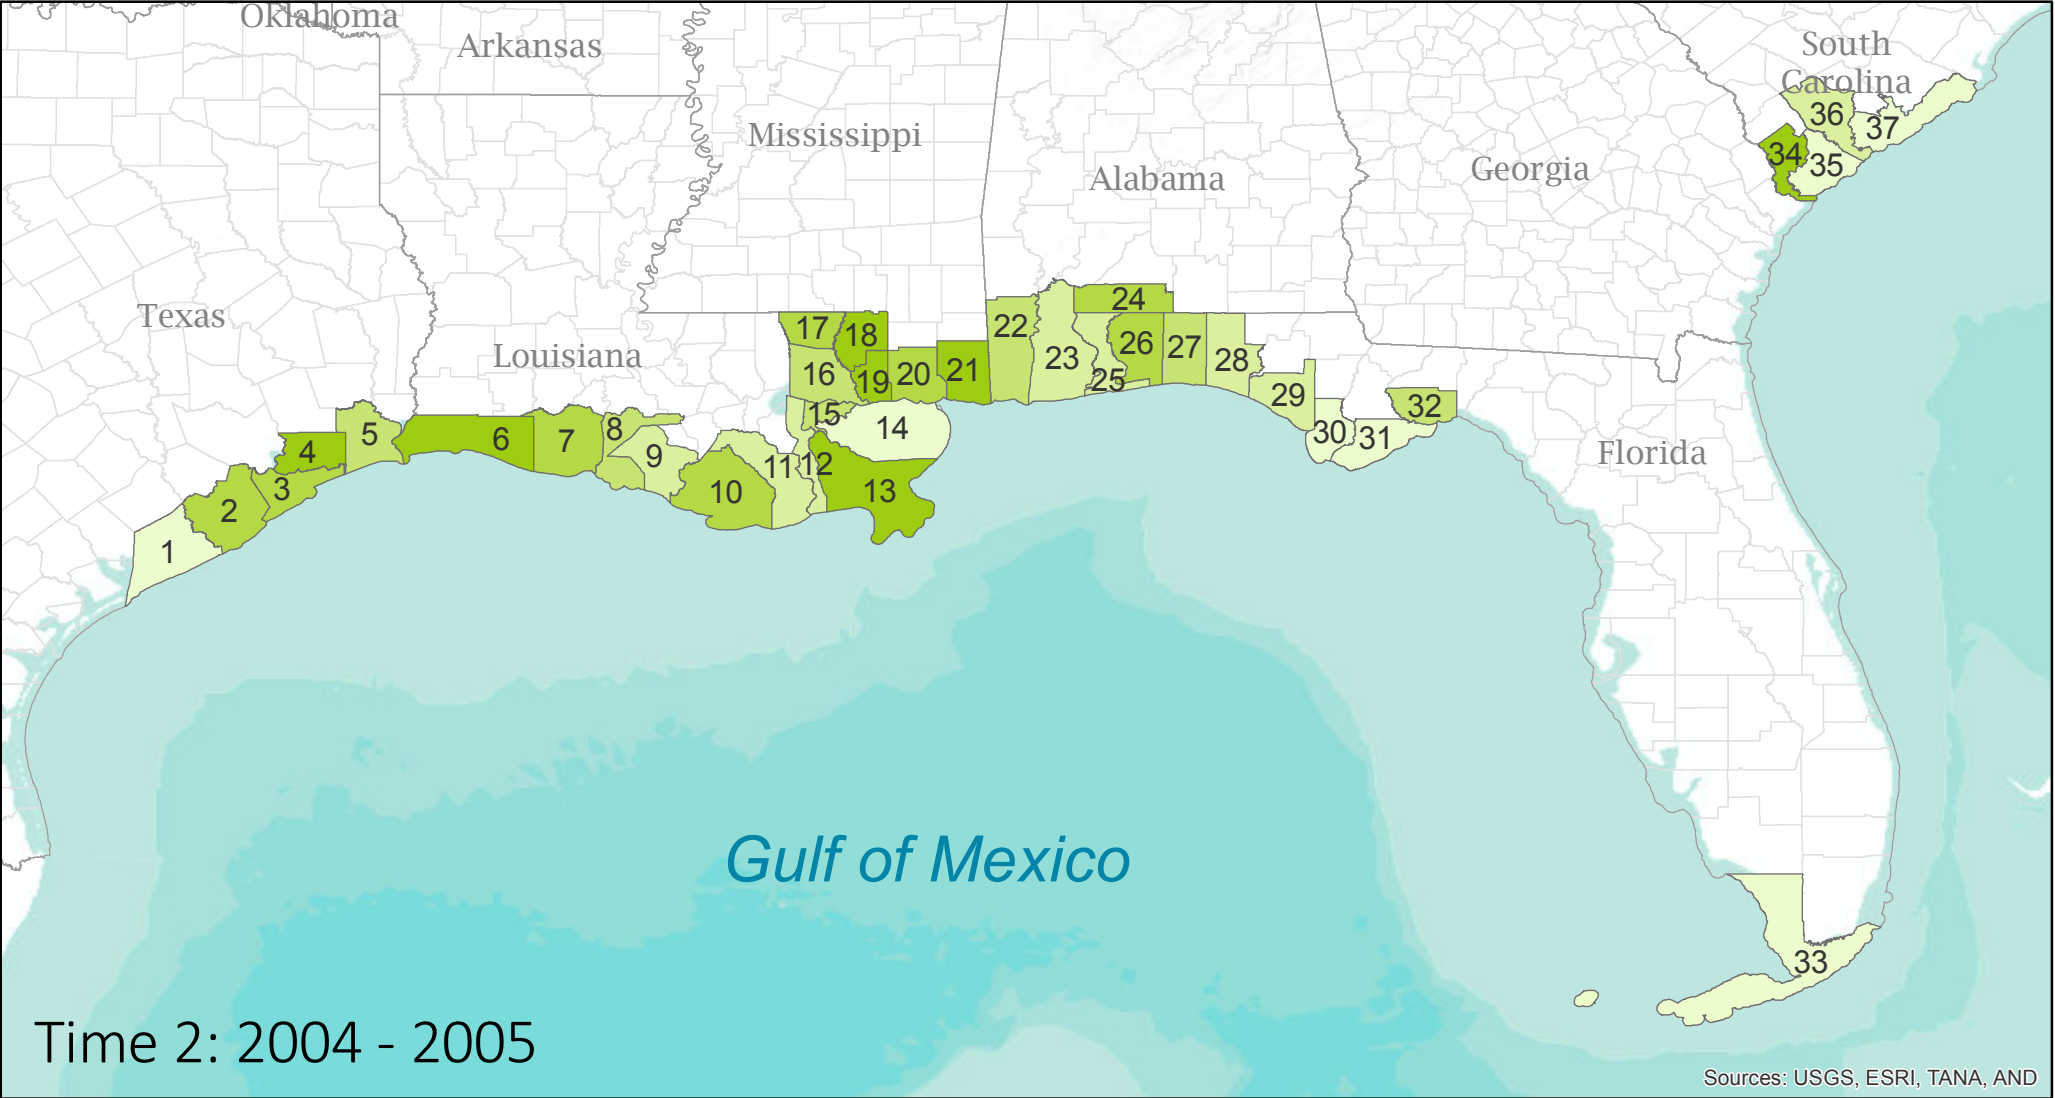 Oklahoma
Arkansas
South
Carolina
Mississippi
Alabama
Georgia
Texas
Louisiana
Florida
1
2
3
4
5
6
7
8
9
10
11
12
13
14
15
16
17
18
19
20
21
22
23
24
25
26
27
28
29
30
31
32
33
34
35
36
37
Gulf of Mexico
Time 2: 2004 - 2005
Sources: USGS, ESRI, TANA, AND